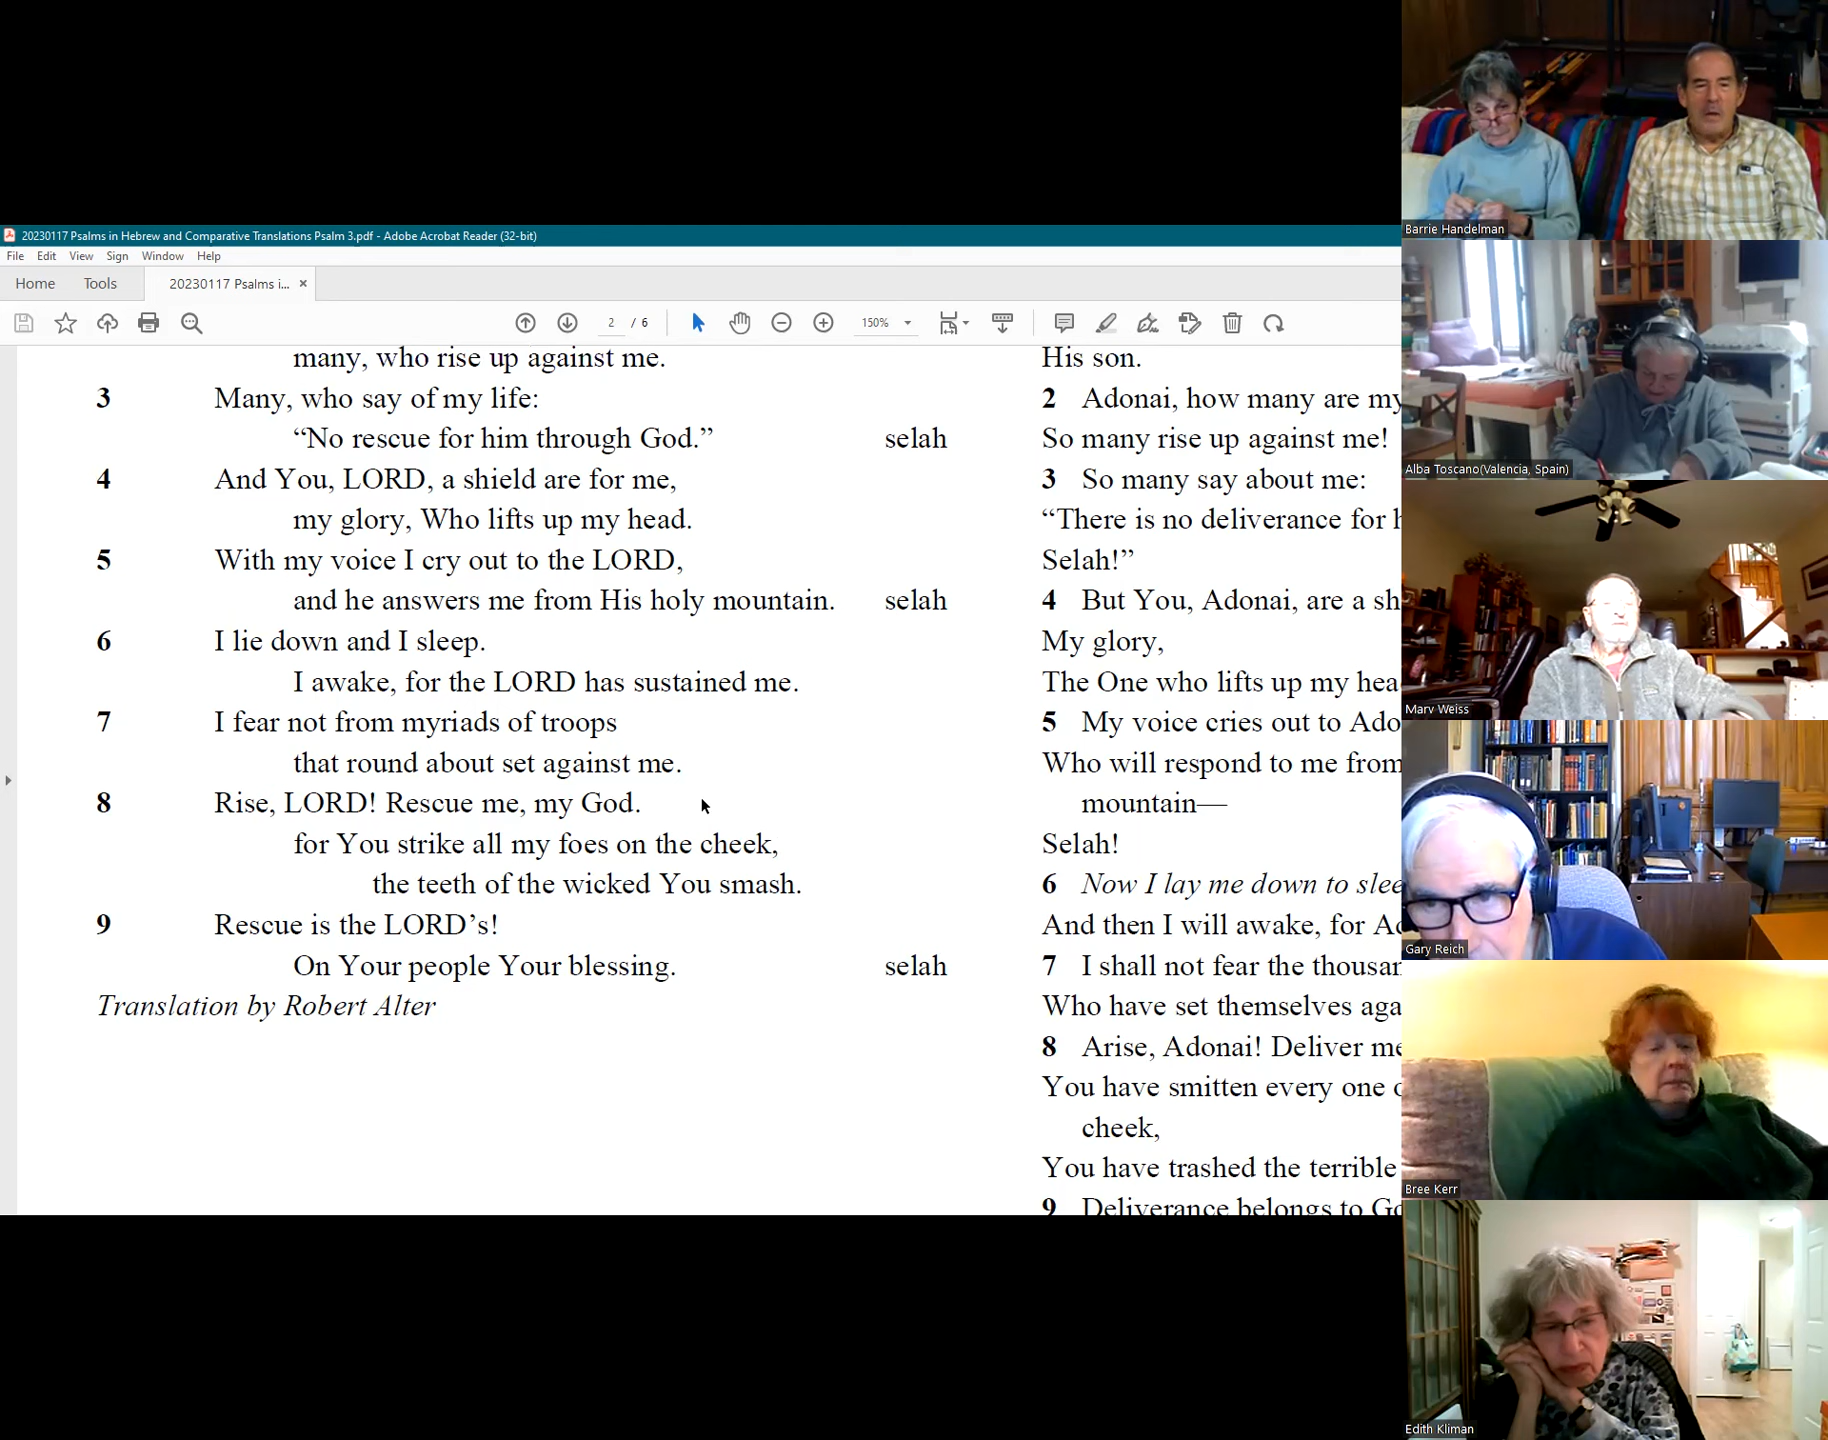 20230117 Psalms in Hebrew and Comparative Translations Psalm 3.pdf - Adobe Acrobat Reader (32-bit)
File Edit View Sign Window Help
Home Tools 20230117 Psalms i... ×
2 / 6 150%
many, who rise up against me.
3 Many, who say of my life:
“No rescue for him through God.” selah
4 And You, LORD, a shield are for me,
my glory, Who lifts up my head.
5 With my voice I cry out to the LORD,
and he answers me from His holy mountain. selah
6 I lie down and I sleep.
I awake, for the LORD has sustained me.
7 I fear not from myriads of troops
that round about set against me.
8 Rise, LORD! Rescue me, my God.
for You strike all my foes on the cheek,
the teeth of the wicked You smash.
9 Rescue is the LORD’s!
On Your people Your blessing. selah
Translation by Robert Alter
His son.
2 Adonai, how many are my
So many rise up against me!
3 So many say about me:
“There is no deliverance for
Selah!”
4 But You, Adonai, are a
My glory,
The One who lifts up my
5 My voice cries out to
Who will respond to me from
mountain—
Selah!
6 Now I lay me down to
And then I will awake, for
7 I shall not fear the
Who have set themselves
8 Arise, Adonai! Deliver
You have smitten every one
cheek,
You have trashed the terrible
9 Deliverance belongs to
Barrie Handelman
Alba Toscano(Valencia, Spain)
Marv Weiss
Gary Reich
Bree Kerr
Edith Kliman